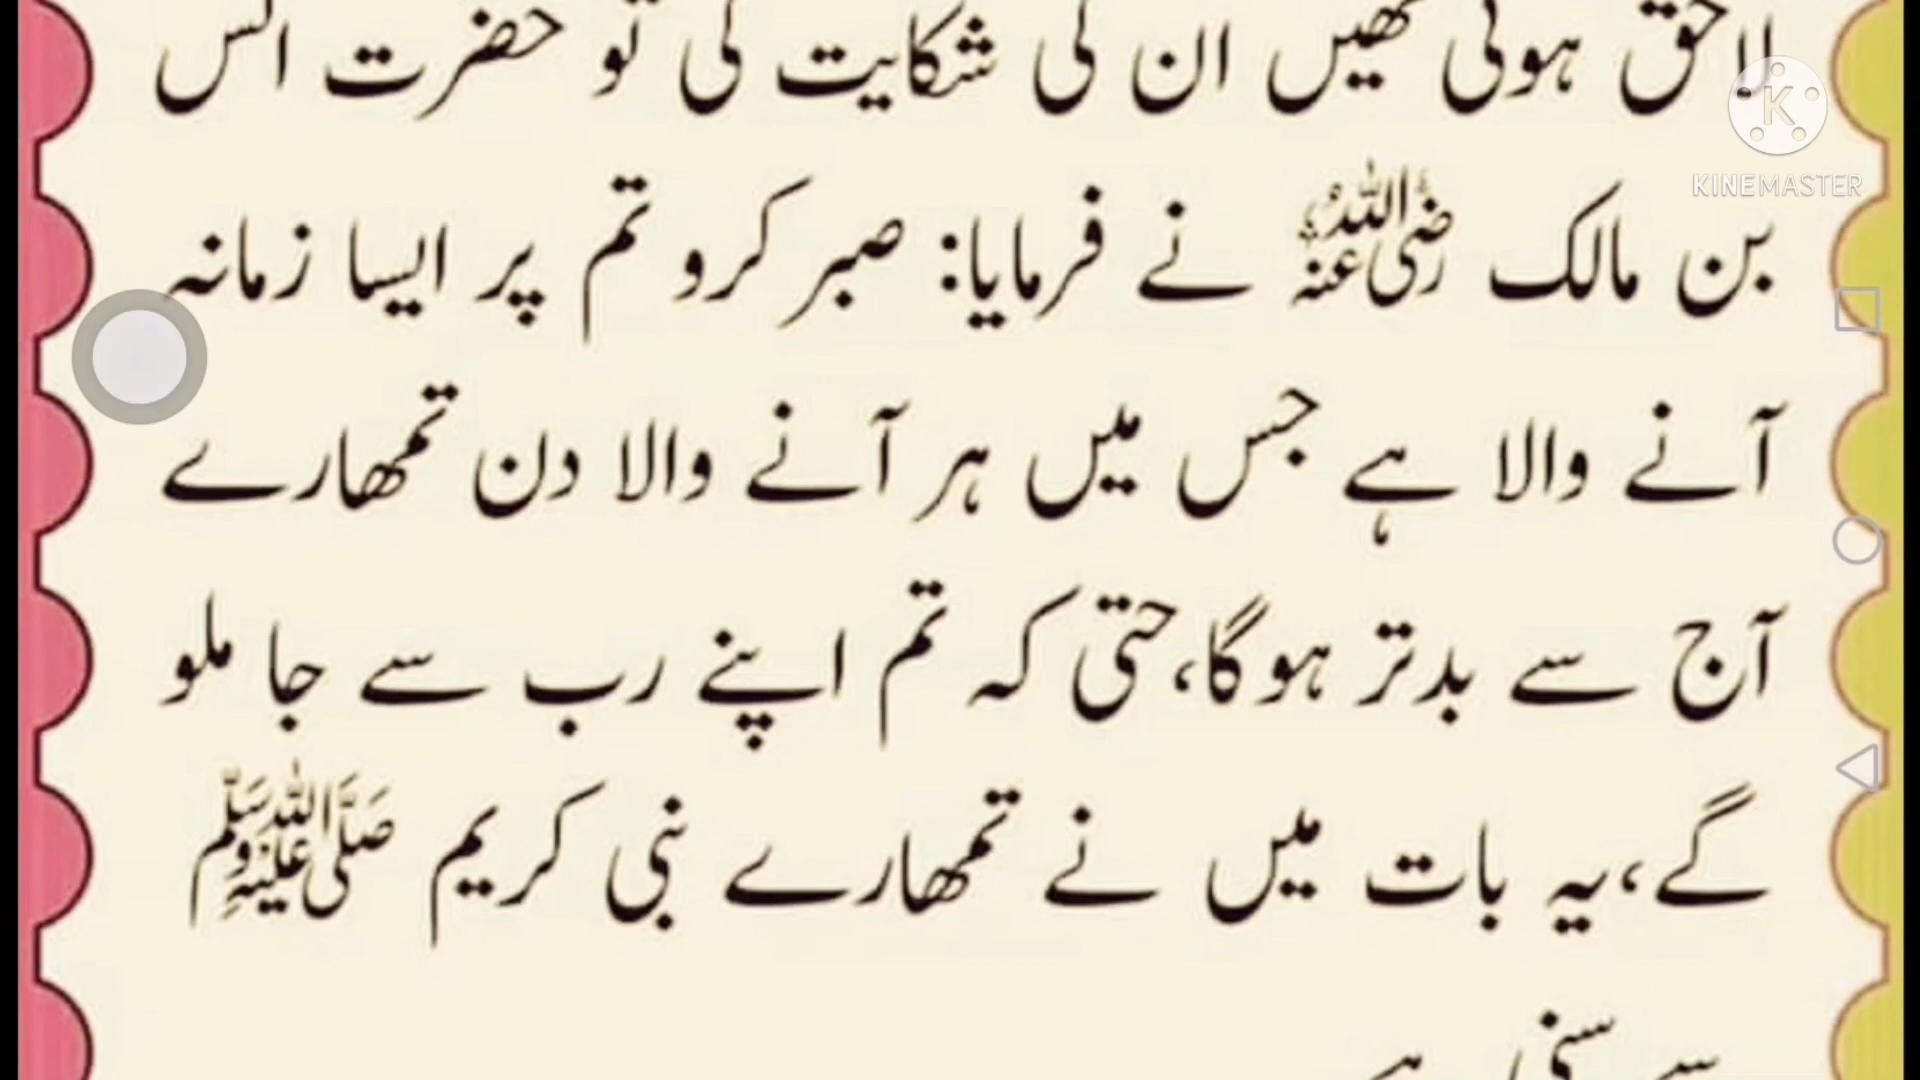 لاحق ہوئی تھیں ان کی شکایت کی تو حضرت انس
KINEMASTER
بن مالک رضی اللہ عنہ نے فرمایا: صبر کرو تم پر ایسا زمانہ
آنے والا ہے جس میں ہر آنے والا دن تمھارے
آج سے بدتر ہوگا، حتی کہ تم اپنے رب سے جا ملو
گے، یہ بات میں نے تمھارے نبی کریم صلی اللہ علیہ وسلم
سے سنی ہے